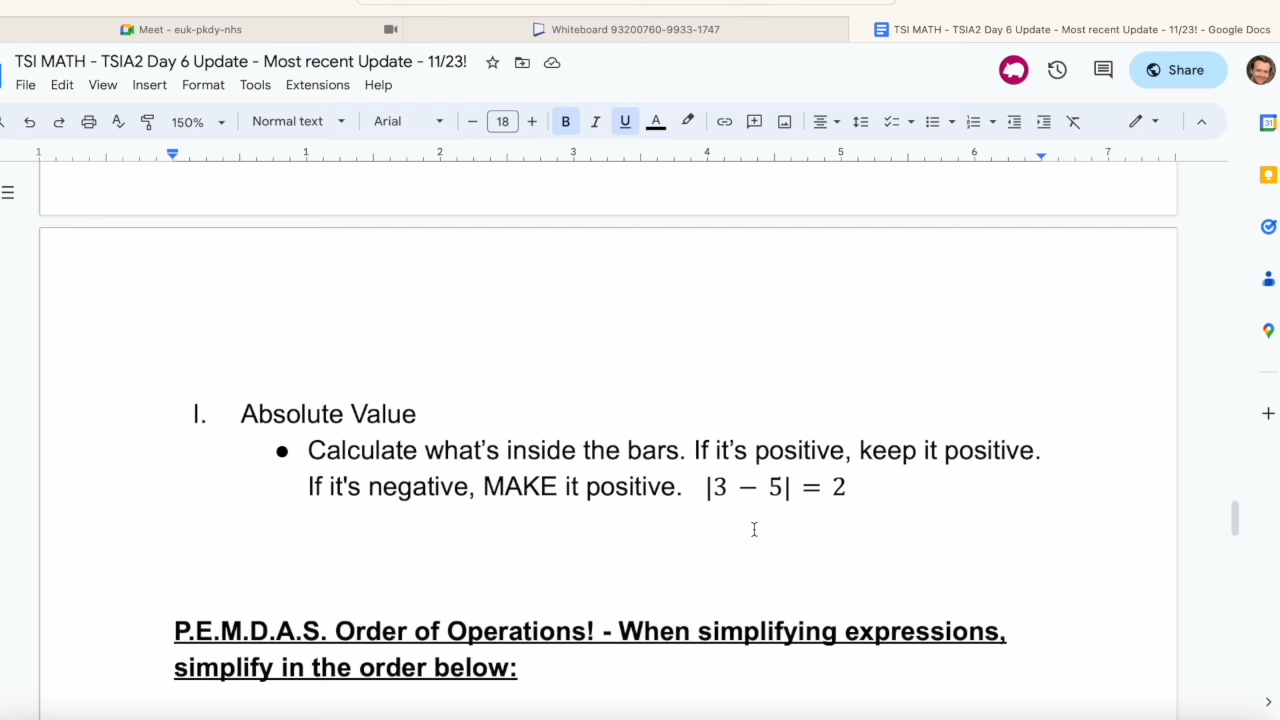 Meet - euk-pkdy-nhs
Whiteboard 93200760-9933-1747
TSI MATH - TSIA2 Day 6 Update - Most recent Update - 11/23! - Google Docs
TSI MATH - TSIA2 Day 6 Update - Most recent Update - 11/23!
Share
File Edit View Insert Format Tools Extensions Help
150% Normal text Arial − 18 + B I U A
1 1 2 3 4 5 6 7
31
I. Absolute Value
● Calculate what’s inside the bars. If it’s positive, keep it positive.
If it's negative, MAKE it positive. |3 − 5| = 2
P.E.M.D.A.S. Order of Operations! - When simplifying expressions,
simplify in the order below: